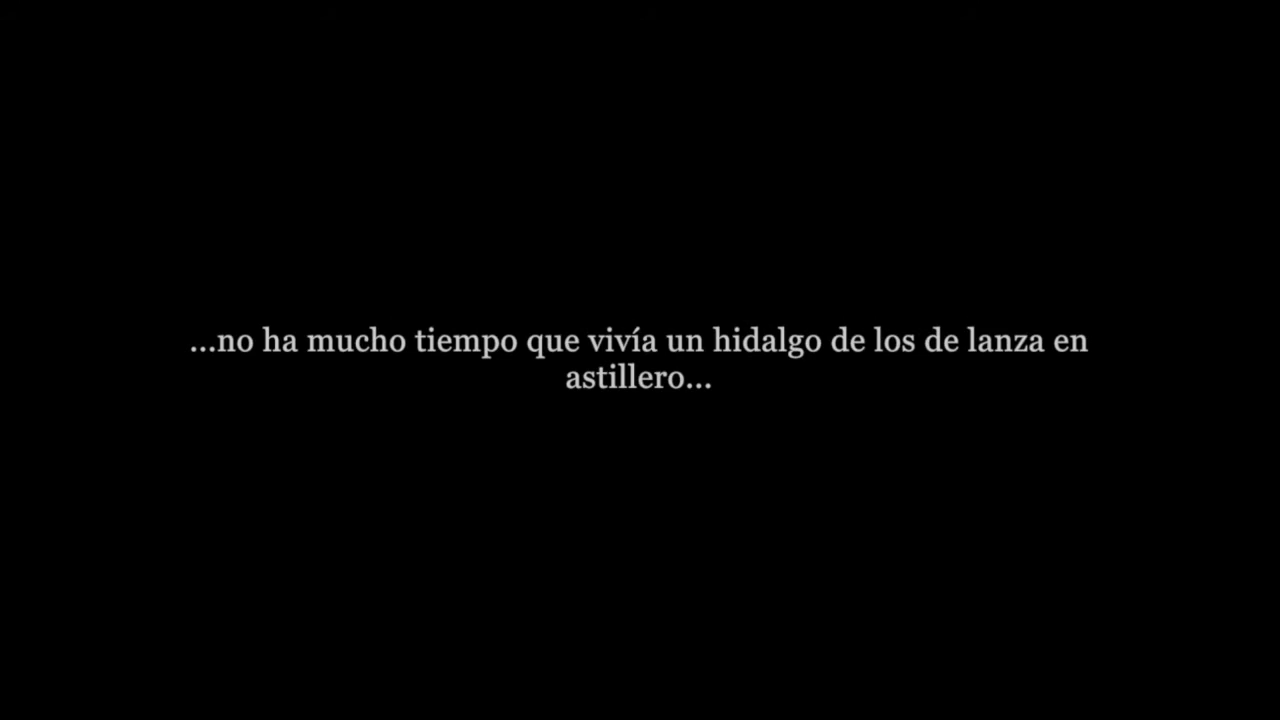 ...no ha mucho tiempo que vivía un hidalgo de los de lanza en
astillero...